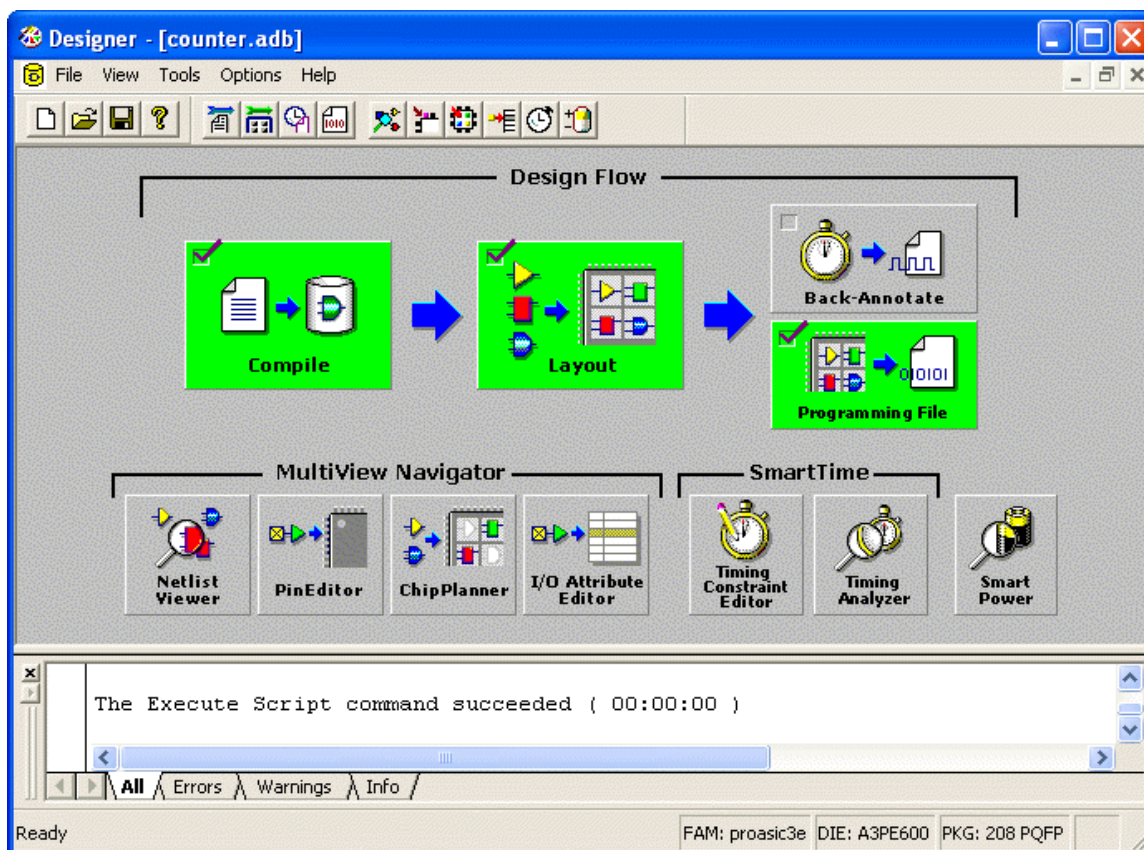 Designer - [counter.adb]
File View Tools Options Help
Design Flow
Compile
Layout
Back-Annotate
010101
Programming File
MultiView Navigator
SmartTime
Netlist
Viewer
PinEditor
ChipPlanner
I/O Attribute
Editor
Timing
Constraint
Editor
Timing
Analyzer
Smart
Power
The Execute Script command succeeded ( 00:00:00 )
All Errors Warnings Info
Ready
FAM: proasic3e DIE: A3PE600 PKG: 208 PQFP